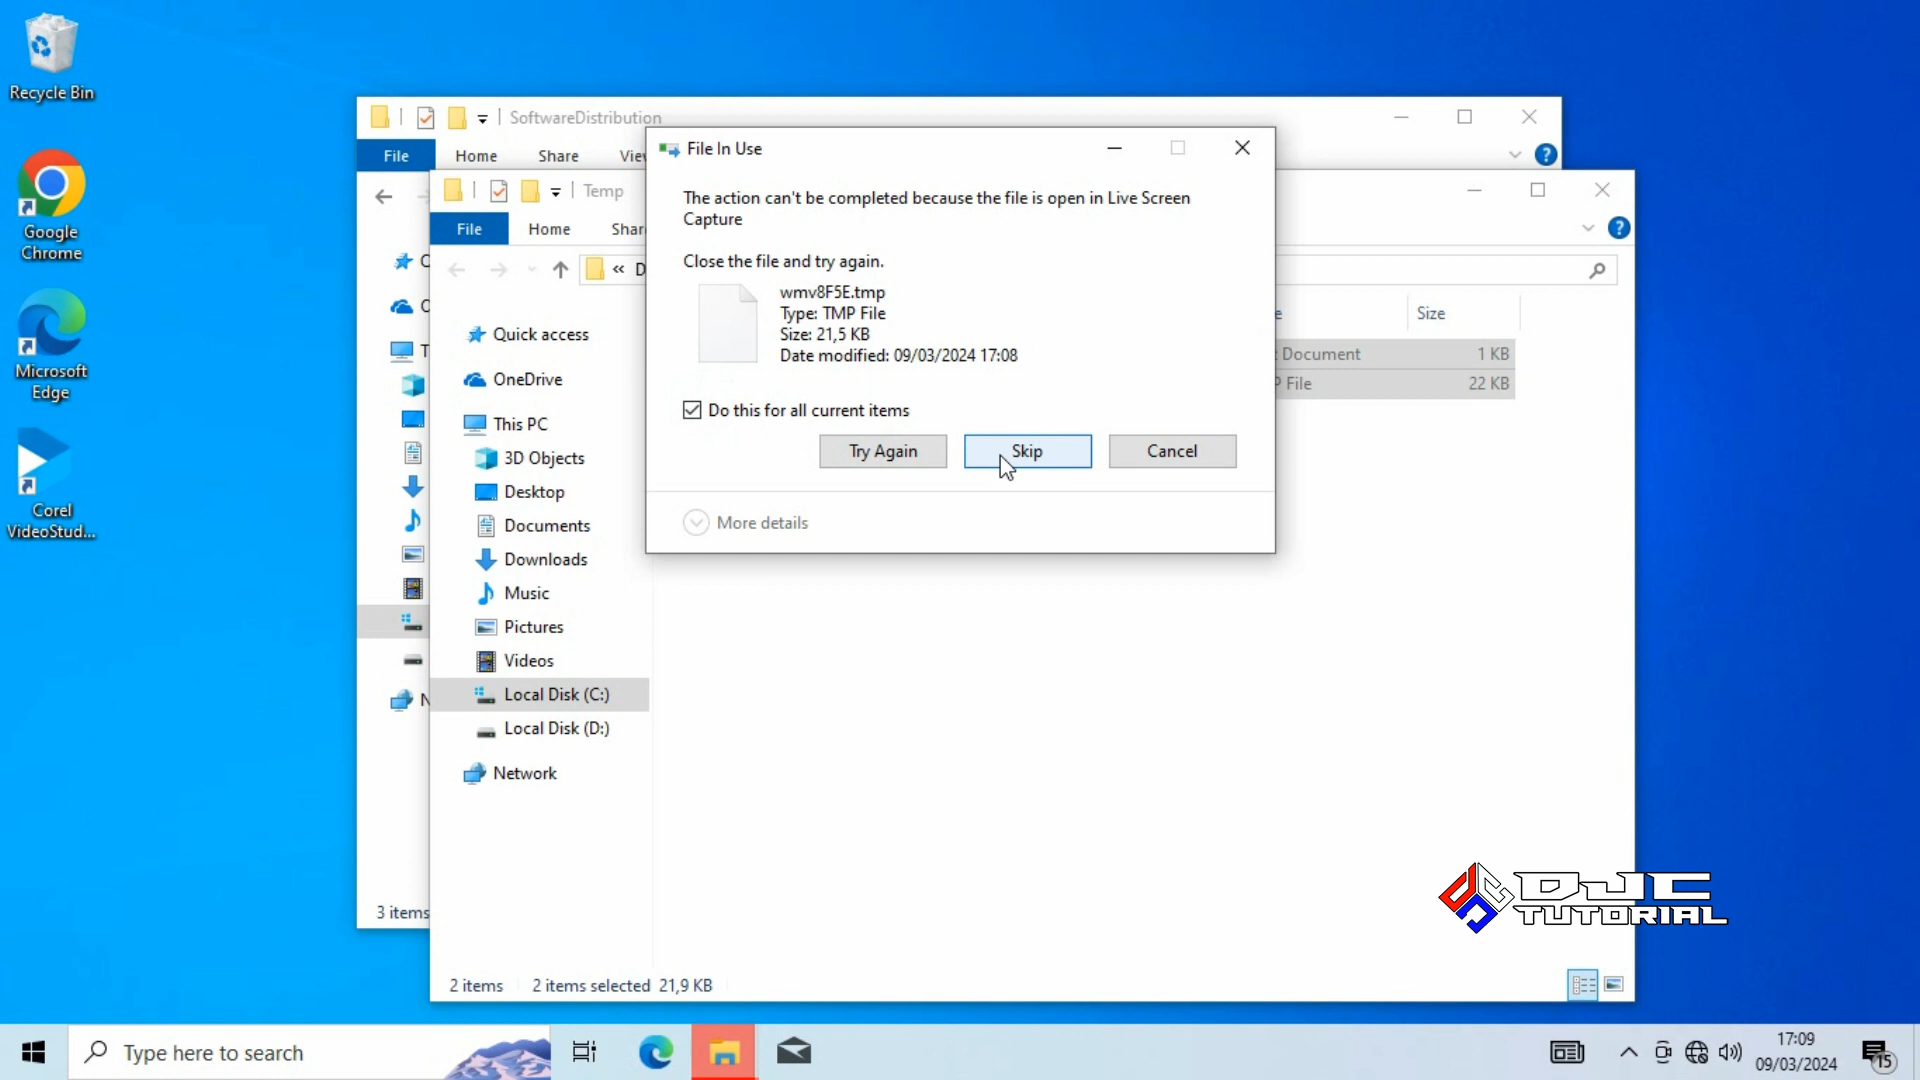 Recycle Bin
Google
Chrome
Microsoft
Edge
Corel
VideoStud...
SoftwareDistribution
File
Home
Share
Vie
3 items
Temp
File
Home
Shar
« D
Quick access
OneDrive
This PC
3D Objects
Desktop
Documents
Downloads
Music
Pictures
Videos
Local Disk (C:)
Local Disk (D:)
Network
Size
Document
1 KB
File
22 KB
2 items
2 items selected 21,9 KB
File In Use
The action can't be completed because the file is open in Live Screen
Capture
Close the file and try again.
wmv8F5E.tmp
Type: TMP File
Size: 21,5 KB
Date modified: 09/03/2024 17:08
Do this for all current items
Try Again
Skip
Cancel
More details
DJC
TUTORIAL
Type here to search
17:09
09/03/2024
15